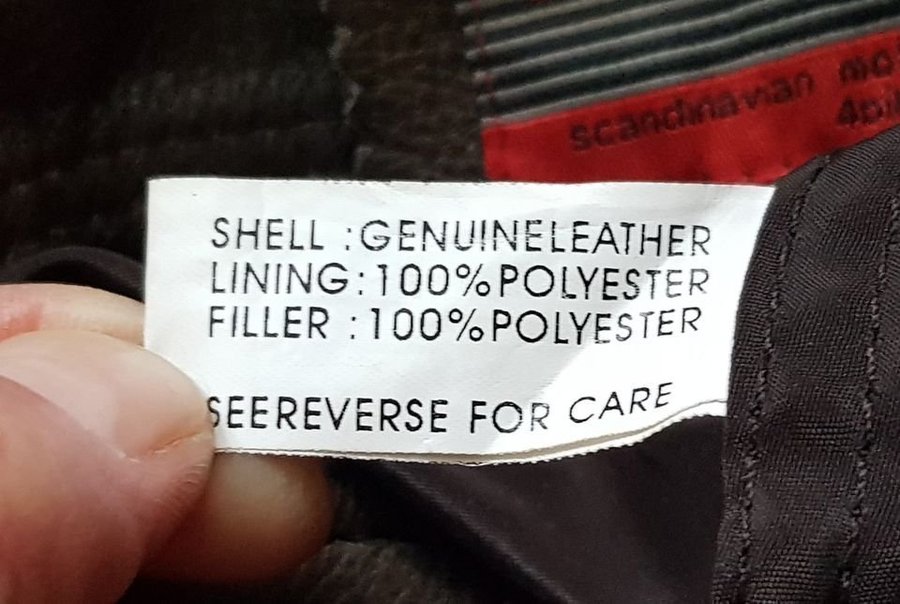 scandinavian
SHELL :GENUINELEATHER
LINING:100%POLYESTER
FILLER :100%POLYESTER
SEEREVERSE FOR CARE